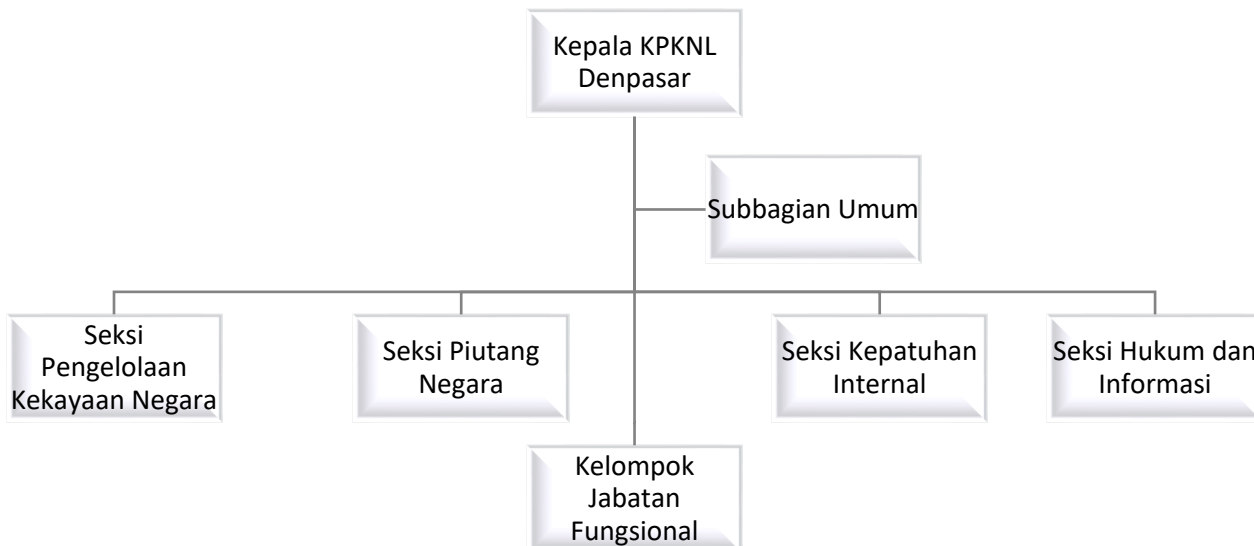 Kepala KPKNL
Denpasar
Subbagian Umum
Seksi
Pengelolaan
Kekayaan Negara
Seksi Piutang
Negara
Seksi Kepatuhan
Internal
Seksi Hukum dan
Informasi
Kelompok
Jabatan
Fungsional